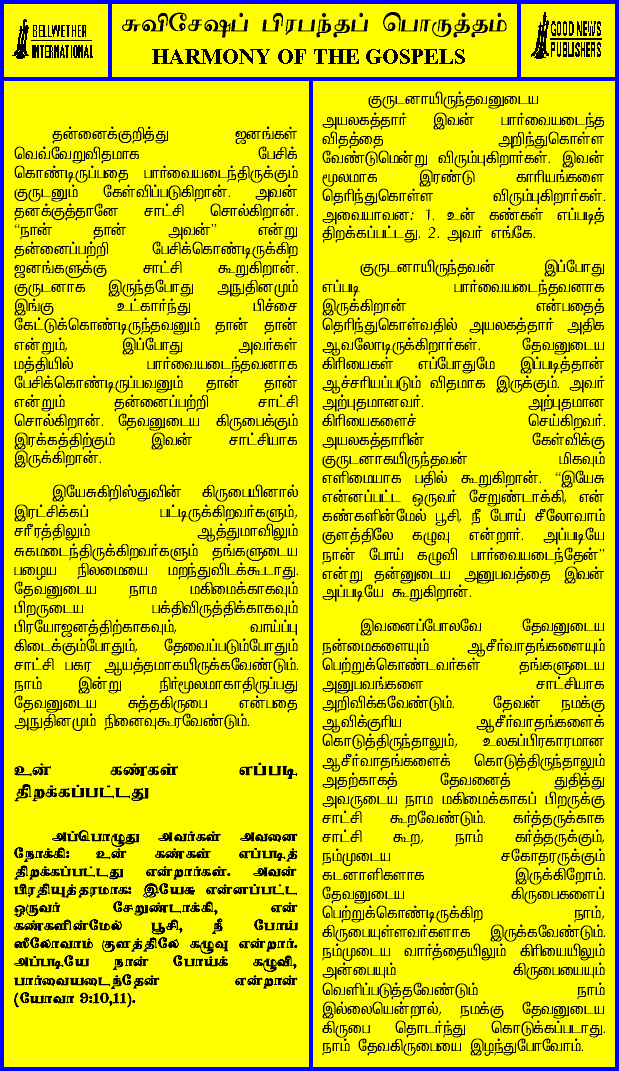 BELLWETHER
INTERNATIONAL
சுவிசேஷப் பிரபந்தப் பொருத்தம்
HARMONY OF THE GOSPELS
GOOD NEWS
PUBLISHERS
தன்னைக்குறித்து ஜனங்கள்
வெவ்வேறுவிதமாக பேசிக்
கொண்டிருப்பதை பார்வையடைந்திருக்கும்
குருடனும் கேள்விப்படுகிறான். அவன்
தனக்குத்தானே சாட்சி சொல்கிறான்.
“நான் தான் அவன்” என்று
தன்னைப்பற்றி பேசிக்கொண்டிருக்கிற
ஜனங்களுக்கு சாட்சி கூறுகிறான்.
குருடனாக இருந்தபோது அநுதினமும்
இங்கு உட்கார்ந்து பிச்சை
கேட்டுக்கொண்டிருந்தவனும் தான் தான்
என்றும், இப்போது அவர்கள்
மத்தியில் பார்வையடைந்தவனாக
பேசிக்கொண்டிருப்பவனும் தான் தான்
என்றும் தன்னைப்பற்றி சாட்சி
சொல்கிறான். தேவனுடைய கிருபைக்கும்
இரக்கத்திற்கும் இவன் சாட்சியாக
இருக்கிறான்.
இயேசுகிறிஸ்துவின் கிருபையினால்
இரட்சிக்கப் பட்டிருக்கிறவர்களும்,
சரீரத்திலும் ஆத்துமாவிலும்
சுகமடைந்திருக்கிறவர்களும் தங்களுடைய
பழைய நிலமையை மறந்துவிடக்கூடாது.
தேவனுடைய நாம மகிமைக்காகவும்
பிறருடைய பக்திவிருத்திக்காகவும்
பிரயோஜனத்திற்காகவும், வாய்ப்பு
கிடைக்கும்போதும், தேவைப்படும்போதும்
சாட்சி பகர ஆயத்தமாகயிருக்கவேண்டும்.
நாம் இன்று நிர்மூலமாகாதிருப்பது
தேவனுடைய சுத்தகிருபை என்பதை
அநுதினமும் நினைவுகூரவேண்டும்.
உன் கண்கள் எப்படி
திறக்கப்பட்டது
அப்பொழுது அவர்கள் அவனை
நோக்கி: உன் கண்கள் எப்படித்
திறக்கப்பட்டது என்றார்கள். அவன்
பிரதியுத்தரமாக: இயேசு என்னப்பட்ட
ஒருவர் சேறுண்டாக்கி, என்
கண்களின்மேல் பூசி, நீ போய்
ஸீலோவாம் குளத்திலே கழுவு என்றார்.
அப்படியே நான் போய்க் கழுவி,
பார்வையடைந்தேன் என்றான்
(யோவா 9:10,11).
குருடனாயிருந்தவனுடைய
அயலகத்தார் இவன் பார்வையடைந்த
விதத்தை அறிந்துகொள்ள
வேண்டுமென்று விரும்புகிறார்கள். இவன்
மூலமாக இரண்டு காரியங்களை
தெரிந்துகொள்ள விரும்புகிறார்கள்.
அவையாவன: 1. உன் கண்கள் எப்படித்
திறக்கப்பட்டது. 2. அவர் எங்கே.
குருடனாயிருந்தவன் இப்போது
எப்படி பார்வையடைந்தவனாக
இருக்கிறான் என்பதைத்
தெரிந்துகொள்வதில் அயலகத்தார் அதிக
ஆவலோடிருக்கிறார்கள். தேவனுடைய
கிரியைகள் எப்போதுமே இப்படித்தான்
ஆச்சரியப்படும் விதமாக இருக்கும். அவர்
அற்புதமானவர். அற்புதமான
கிரியைகளைச் செய்கிறவர்.
அயலகத்தாரின் கேள்விக்கு
குருடனாகயிருந்தவன் மிகவும்
எளிமையாக பதில் கூறுகிறான். “இயேசு
என்னப்பட்ட ஒருவர் சேறுண்டாக்கி, என்
கண்களின்மேல் பூசி, நீ போய் சீலோவாம்
குளத்திலே கழுவு என்றார். அப்படியே
நான் போய் கழுவி பார்வையடைந்தேன்”
என்று தன்னுடைய அனுபவத்தை இவன்
அப்படியே கூறுகிறான்.
இவனைப்போலவே தேவனுடைய
நன்மைகளையும் ஆசீர்வாதங்களையும்
பெற்றுக்கொண்டவர்கள் தங்களுடைய
அனுபவங்களை சாட்சியாக
அறிவிக்கவேண்டும். தேவன் நமக்கு
ஆவிக்குரிய ஆசீர்வாதங்களைக்
கொடுத்திருந்தாலும், உலகப்பிரகாரமான
ஆசீர்வாதங்களைக் கொடுத்திருந்தாலும்
அதற்காகத் தேவனைத் துதித்து
அவருடைய நாம மகிமைக்காகப் பிறருக்கு
சாட்சி கூறவேண்டும். கர்த்தருக்காக
சாட்சி கூற, நாம் கர்த்தருக்கும்,
நம்முடைய சகோதரருக்கும்
கடனாளிகளாக இருக்கிறோம்.
தேவனுடைய கிருபைகளைப்
பெற்றுக்கொண்டிருக்கிற நாம்,
கிருபையுள்ளவர்களாக இருக்கவேண்டும்.
நம்முடைய வார்த்தையிலும் கிரியையிலும்
அன்பையும் கிருபையையும்
வெளிப்படுத்தவேண்டும் நாம்
இல்லையென்றால், நமக்கு தேவனுடைய
கிருபை தொடர்ந்து கொடுக்கப்படாது.
நாம் தேவகிருபையை இழந்துபோவோம்.